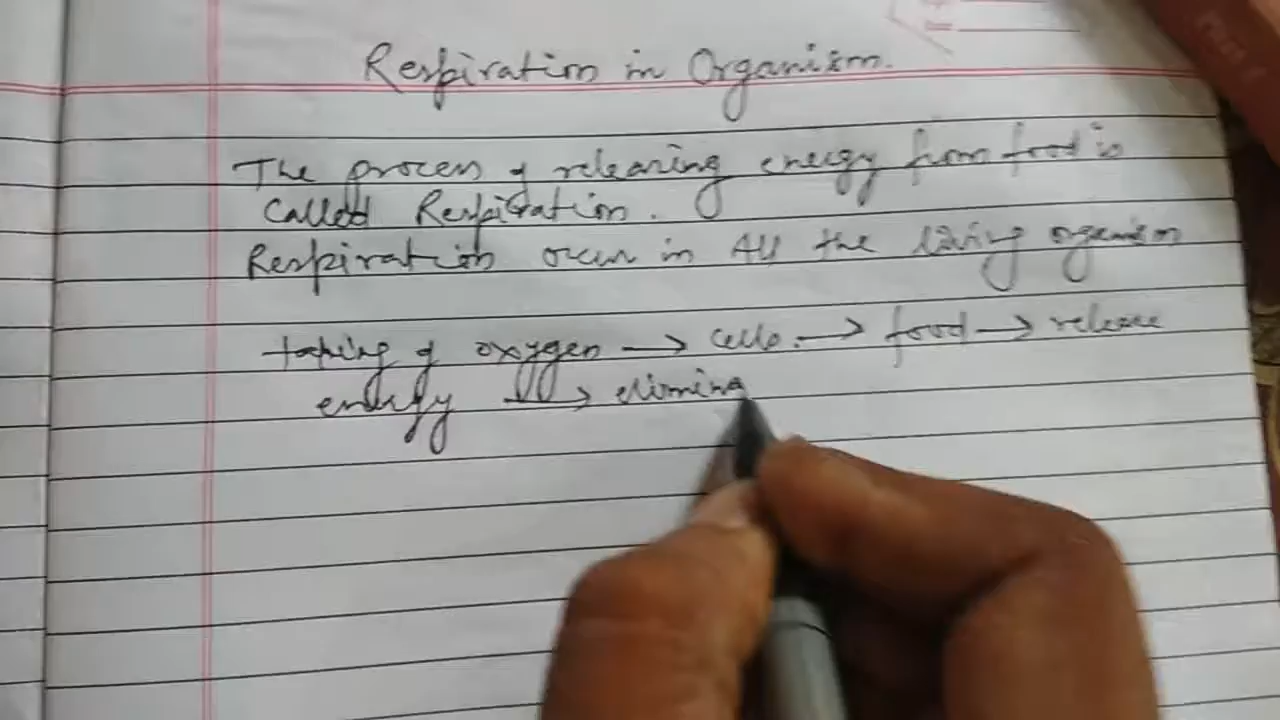 Respiration in Organism.
The process of releasing energy from food is
called Respiration.
Respiration occur in All the living organism
taking of oxygen → cells. → food → release
energy → elimina